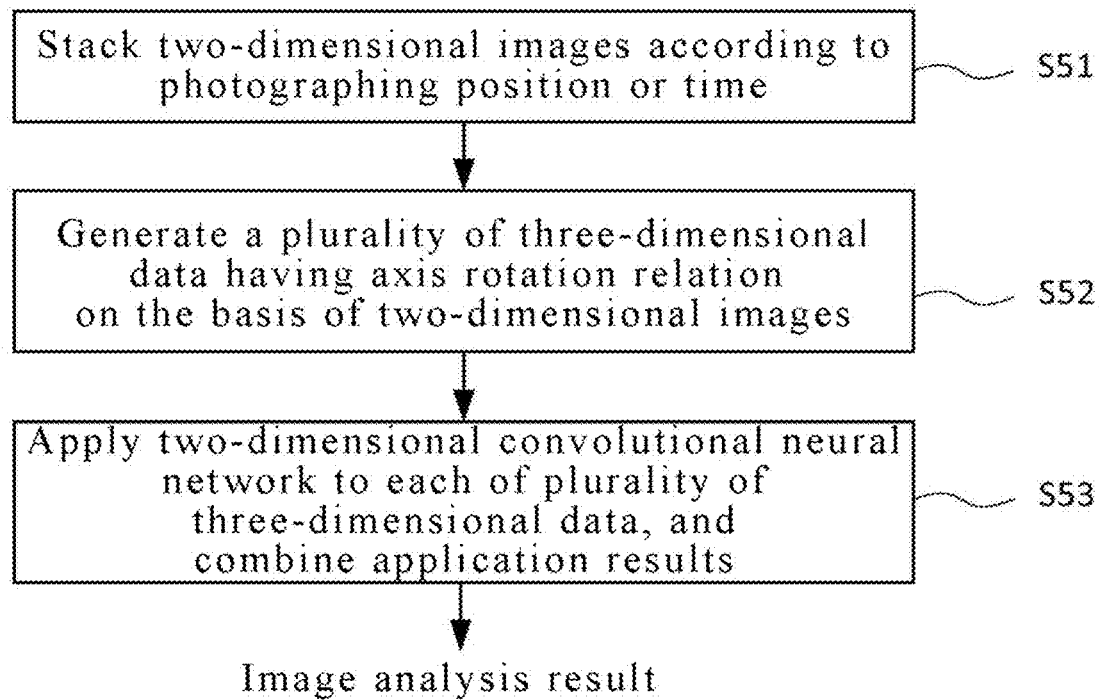 Stack two-dimensional images according to
photographing position or time
S51
Generate a plurality of three-dimensional
data having axis rotation relation
on the basis of two-dimensional images
S52
Apply two-dimensional convolutional neural
network to each of plurality of
three-dimensional data, and
combine application results
S53
Image analysis result